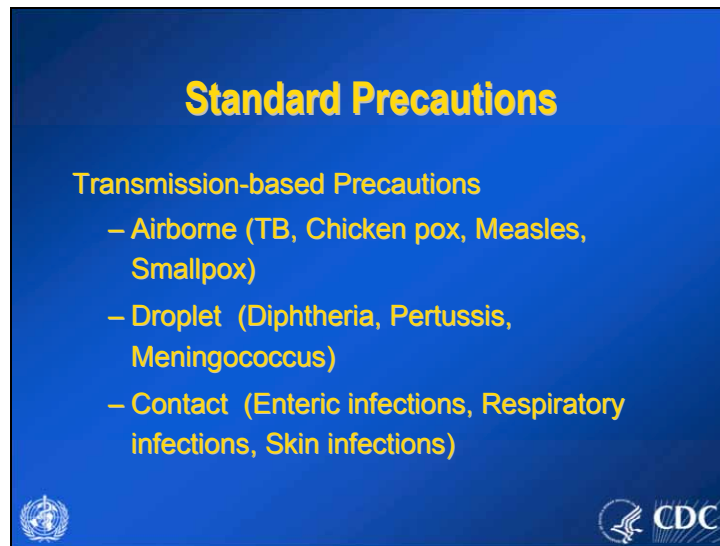 Standard Precautions
Transmission-based Precautions
– Airborne (TB, Chicken pox, Measles,
Smallpox)
– Droplet (Diphtheria, Pertussis,
Meningococcus)
– Contact (Enteric infections, Respiratory
infections, Skin infections)
CDC